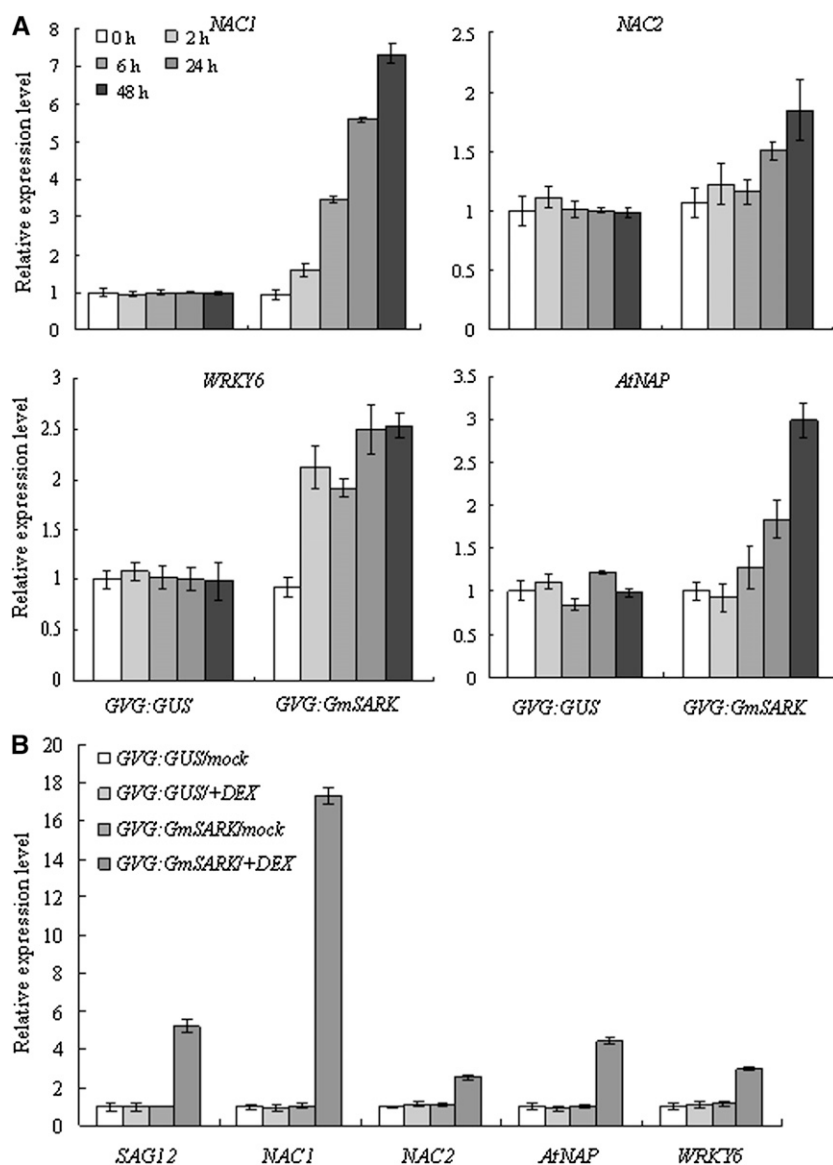 A
NAC1
NAC2
8
7
6
5
4
3
2
1
0
0 h
2 h
6 h
24 h
48 h
Relative expression level
2.5
2
1.5
1
0.5
0
WRKY6
AtNAP
3
2.5
2
1.5
1
0.5
0
Relative expression level
3.5
3
2.5
2
1.5
1
0.5
0
GVG:GUS
GVG:GmSARK
GVG:GUS
GVG:GmSARK
B
20
18
16
14
12
10
8
6
4
2
0
Relative expression level
GVG:GUS/mock
GVG:GUS/+DEX
GVG:GmSARK/mock
GVG:GmSARK/+DEX
SAG12
NAC1
NAC2
AtNAP
WRKY6